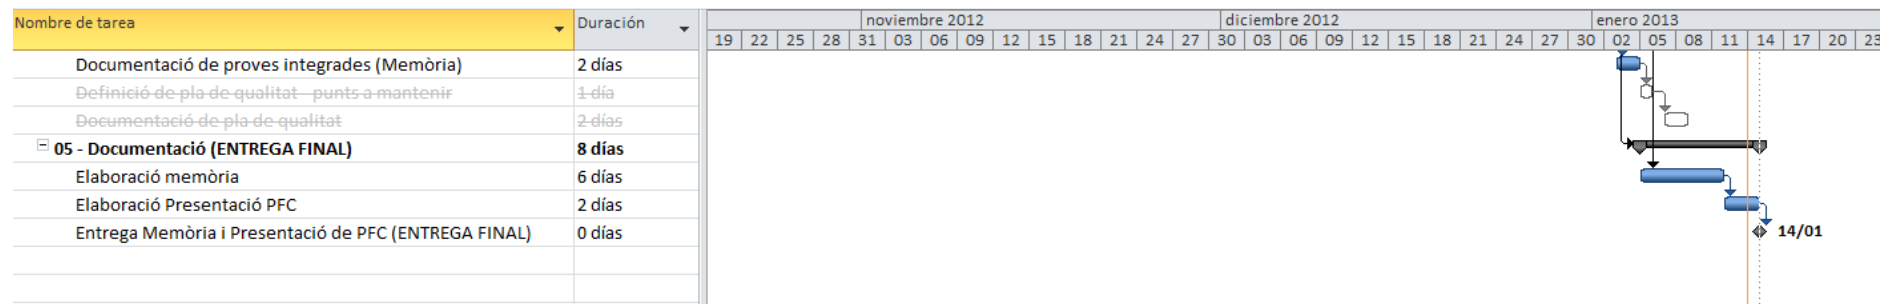 Nombre de tarea Duración noviembre 2012 diciembre 2012 enero 2013
19 22 25 28 31 03 06 09 12 15 18 21 24 27 30 03 06 09 12 15 18 21 24 27 30 02 05 08 11 14 17 20 23
Documentació de proves integrades (Memòria) 2 días
Definició de pla de qualitat - punts a mantenir 1 día
Documentació de pla de qualitat 2 días
05 - Documentació (ENTREGA FINAL) 8 días
Elaboració memòria 6 días
Elaboració Presentació PFC 2 días
Entrega Memòria i Presentació de PFC (ENTREGA FINAL) 0 días 14/01